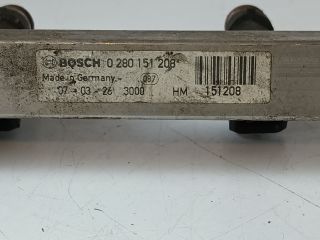 BOSCH 0 280 151 208
Made in Germany 087
07 - 03 - 26 3000 HM 151208